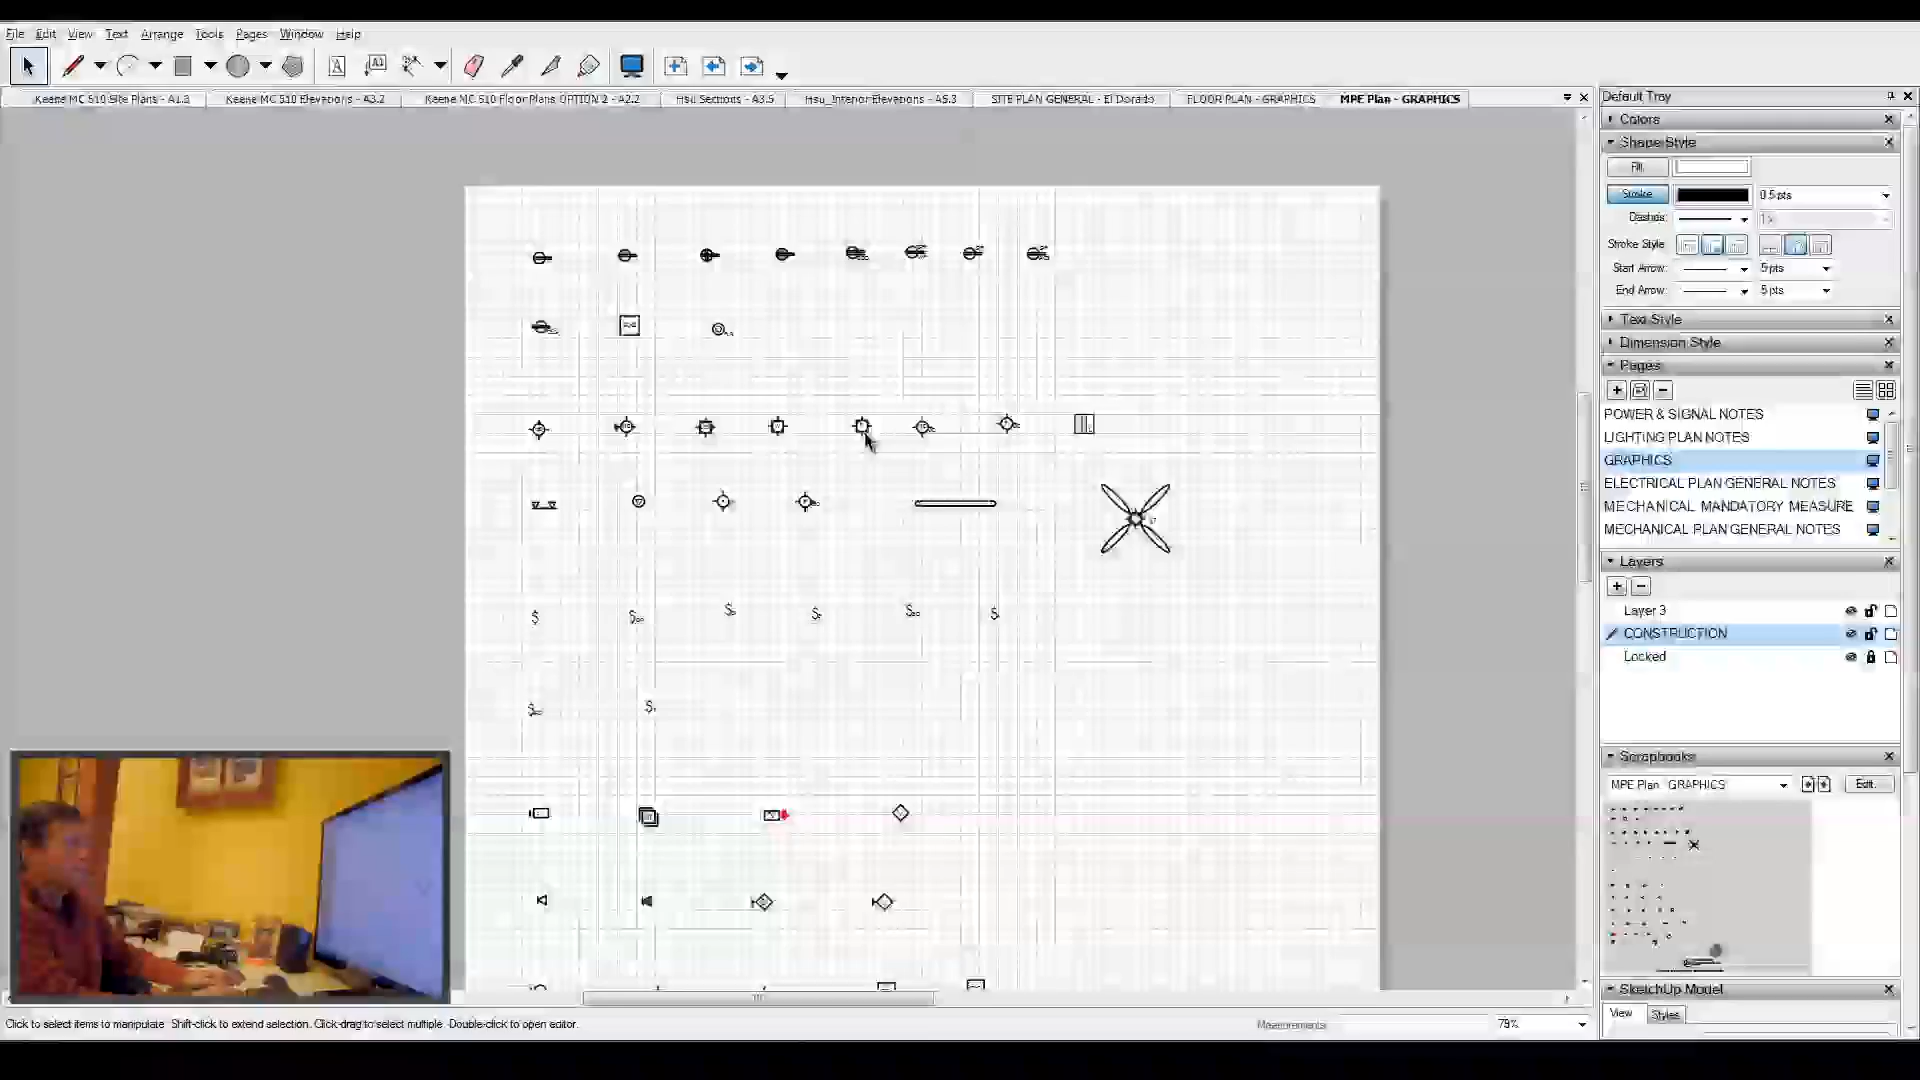 File Edit View Text Arrange Tools Pages Window Help
Keene MC 510 Site Plans - A1.3
Keene MC 510 Elevations - A3.2
Keene MC 510 Floor Plans OPTION 2 - A2.2
Hsu Sections - A3.5
Hsu_Interior Elevations - A5.3
SITE PLAN GENERAL - El Dorado
FLOOR PLAN - GRAPHICS
MPE Plan - GRAPHICS
Default Tray
Colors
Shape Style
Fill
Stroke
0.5 pts
Dashes:
1x
Stroke Style
Start Arrow:
5 pts
End Arrow:
5 pts
Text Style
Dimension Style
Pages
POWER & SIGNAL NOTES
LIGHTING PLAN NOTES
GRAPHICS
ELECTRICAL PLAN GENERAL NOTES
MECHANICAL MANDATORY MEASURE
MECHANICAL PLAN GENERAL NOTES
Layers
Layer 3
CONSTRUCTION
Locked
Scrapbooks
MPE Plan GRAPHICS
Edit.
SketchUp Model
View
Styles
Click to select items to manipulate Shift-click to extend selection. Click-drag to select multiple. Double-click to open editor.
Measurements